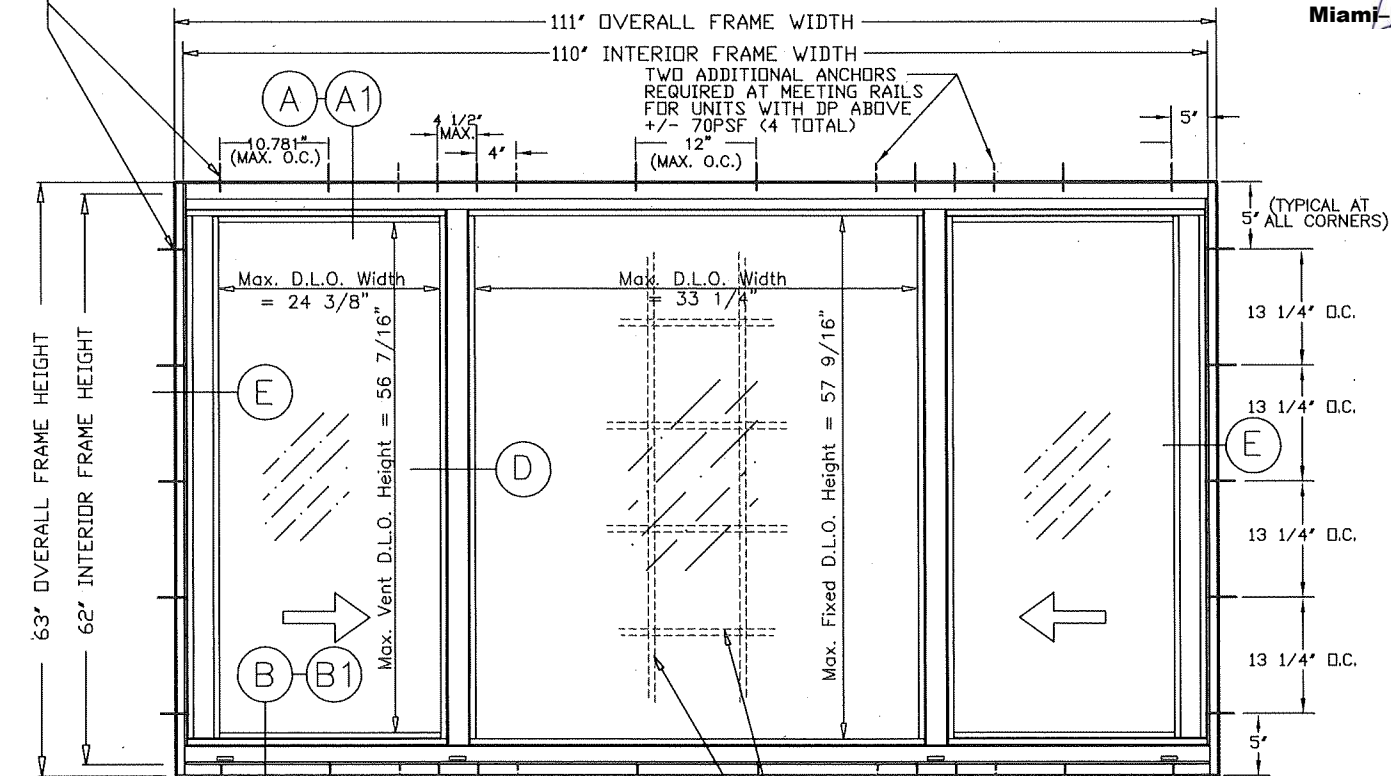 Miami-
111" OVERALL FRAME WIDTH
110" INTERIOR FRAME WIDTH
TWO ADDITIONAL ANCHORS
REQUIRED AT MEETING RAILS
FOR UNITS WITH DP ABOVE
+/- 70PSF (4 TOTAL)
A
A1
4 1/2"
MAX.
5"
10.781"
(MAX. O.C.)
4"
12"
(MAX. O.C.)
5"
(TYPICAL AT
ALL CORNERS)
Max. D.L.O. Width
= 24 3/8"
Max. D.L.O. Width
= 33 1/4"
13 1/4" O.C.
63" OVERALL FRAME HEIGHT
62" INTERIOR FRAME HEIGHT
E
Max. Vent D.L.O. Height = 56 7/16"
D
Max. Fixed D.L.O. Height = 57 9/16"
13 1/4" O.C.
E
13 1/4" O.C.
B
B1
13 1/4" O.C.
5"